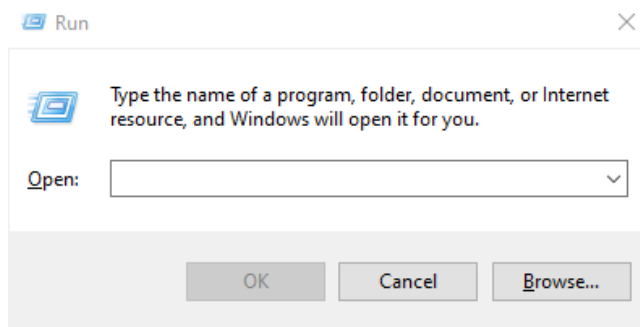 Run
Type the name of a program, folder, document, or Internet
resource, and Windows will open it for you.
Open:
OK Cancel Browse...